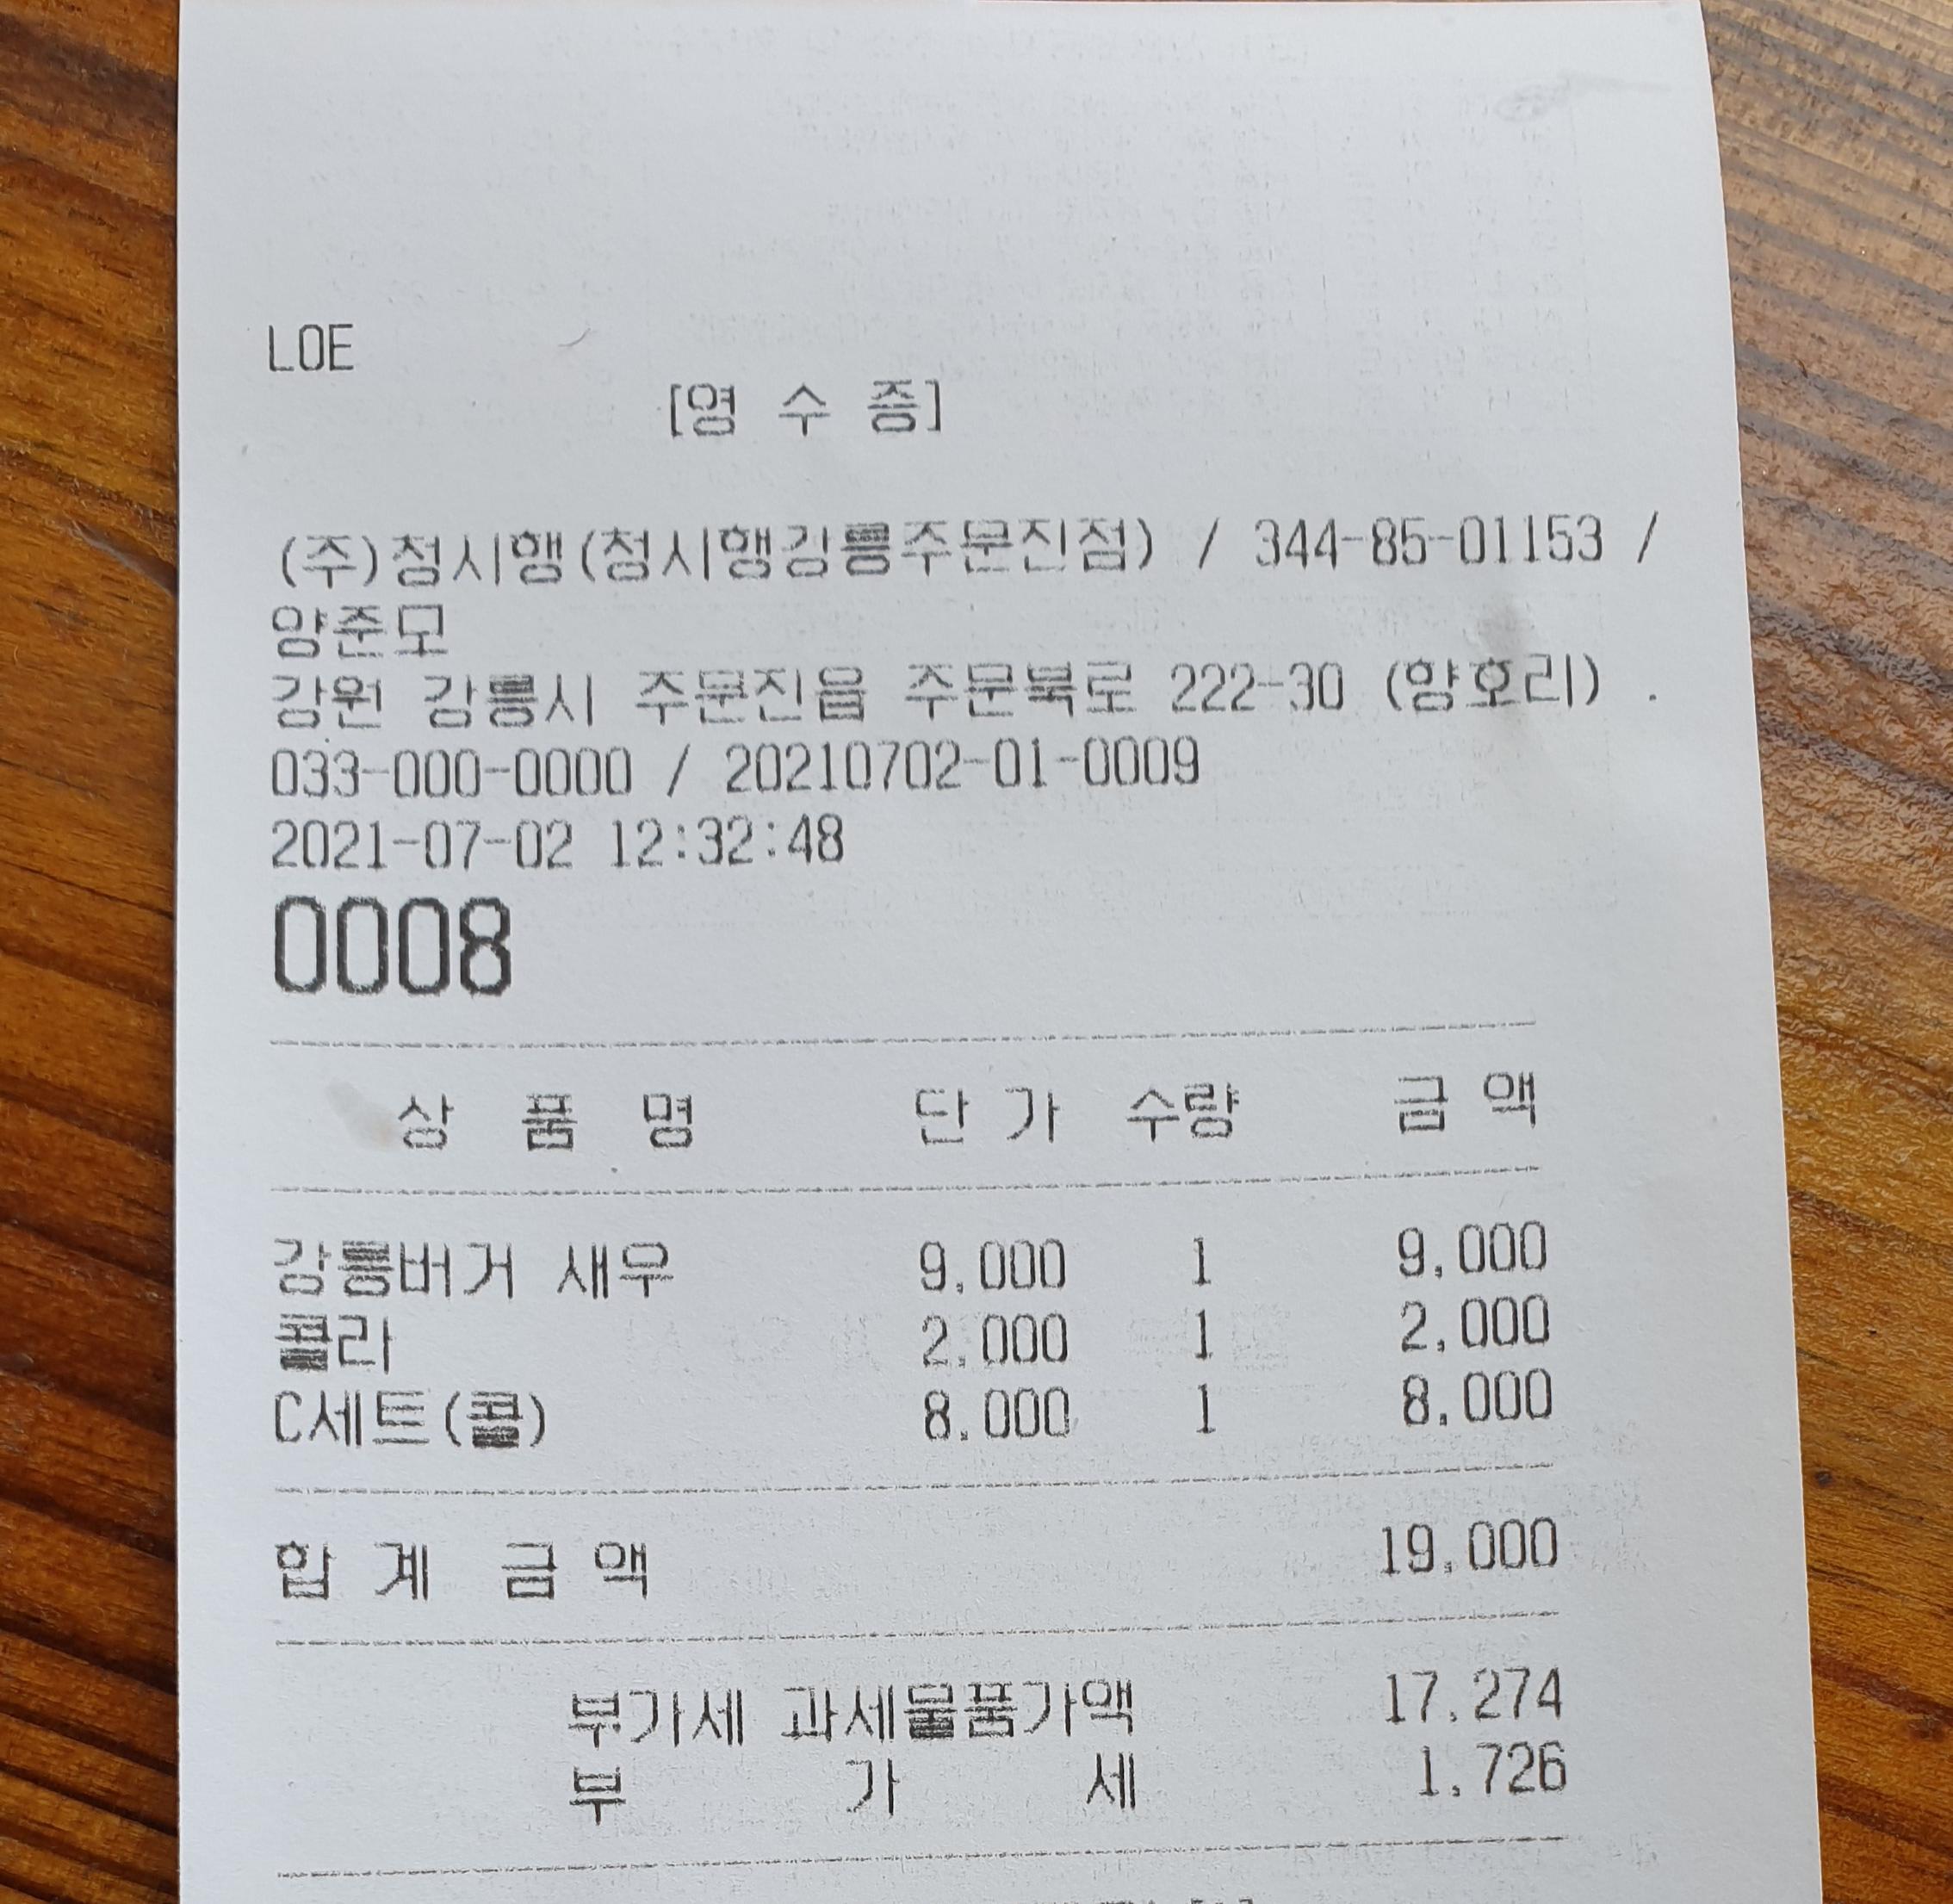 LOE
[영 수 증]
(주)청시행(청시행강릉주문진점) / 344-85-01153 /
양준모
강원 강릉시 주문진읍 주문북로 222-30 (향호리) .
033-000-0000 / 20210702-01-0009
2021-07-02 12:32:48
0008
상 품 명 단 가 수량 금 액
강릉버거 새우 9,000 1 9,000
콜라 2,000 1 2,000
C세트(콜) 8,000 1 8,000
합 계 금 액 19,000
부가세 과세물품가액 17,274
부 가 세 1,726